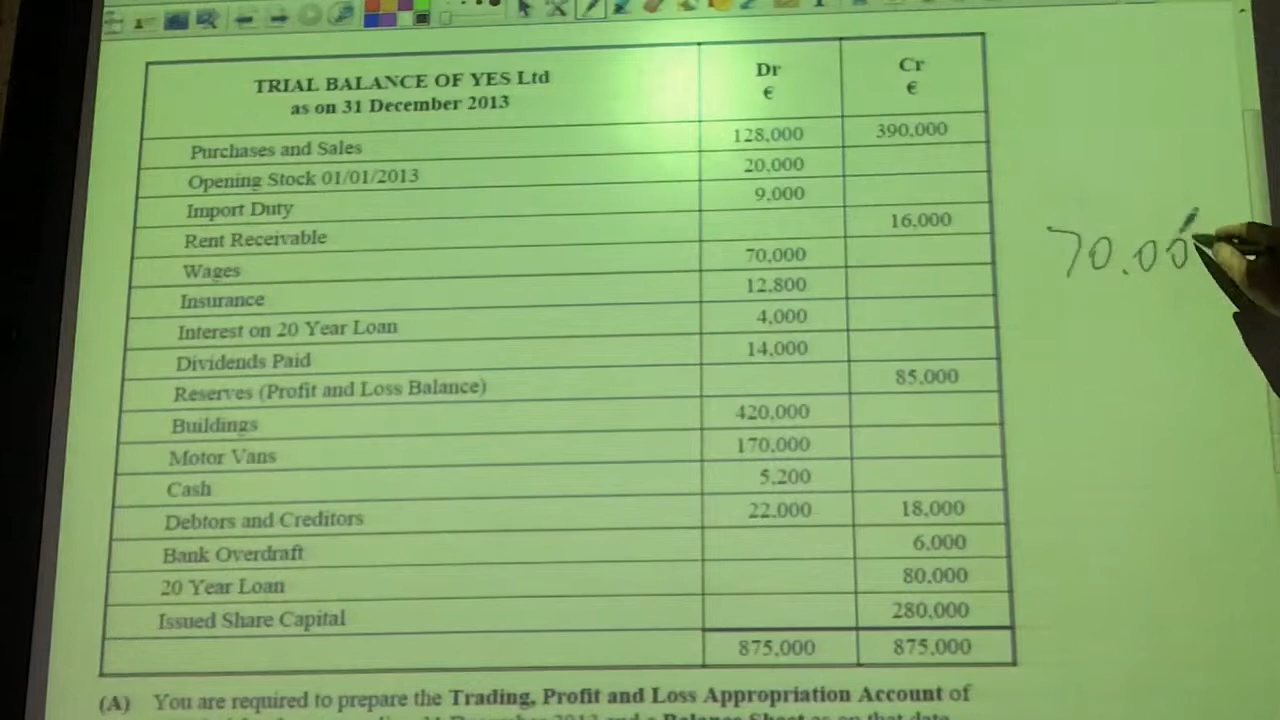 TRIAL BALANCE OF YES Ltd
as on 31 December 2013
Dr
€
Cr
€
Purchases and Sales 128,000 390,000
Opening Stock 01/01/2013 20,000
Import Duty 9,000
Rent Receivable 16,000
Wages 70,000
Insurance 12,800
Interest on 20 Year Loan 4,000
Dividends Paid 14,000
Reserves (Profit and Loss Balance) 85,000
Buildings 420,000
Motor Vans 170,000
Cash 5,200
Debtors and Creditors 22,000 18,000
Bank Overdraft 6,000
20 Year Loan 80,000
Issued Share Capital 280,000
875,000 875,000
70.00
(A) You are required to prepare the Trading, Profit and Loss Appropriation Account of